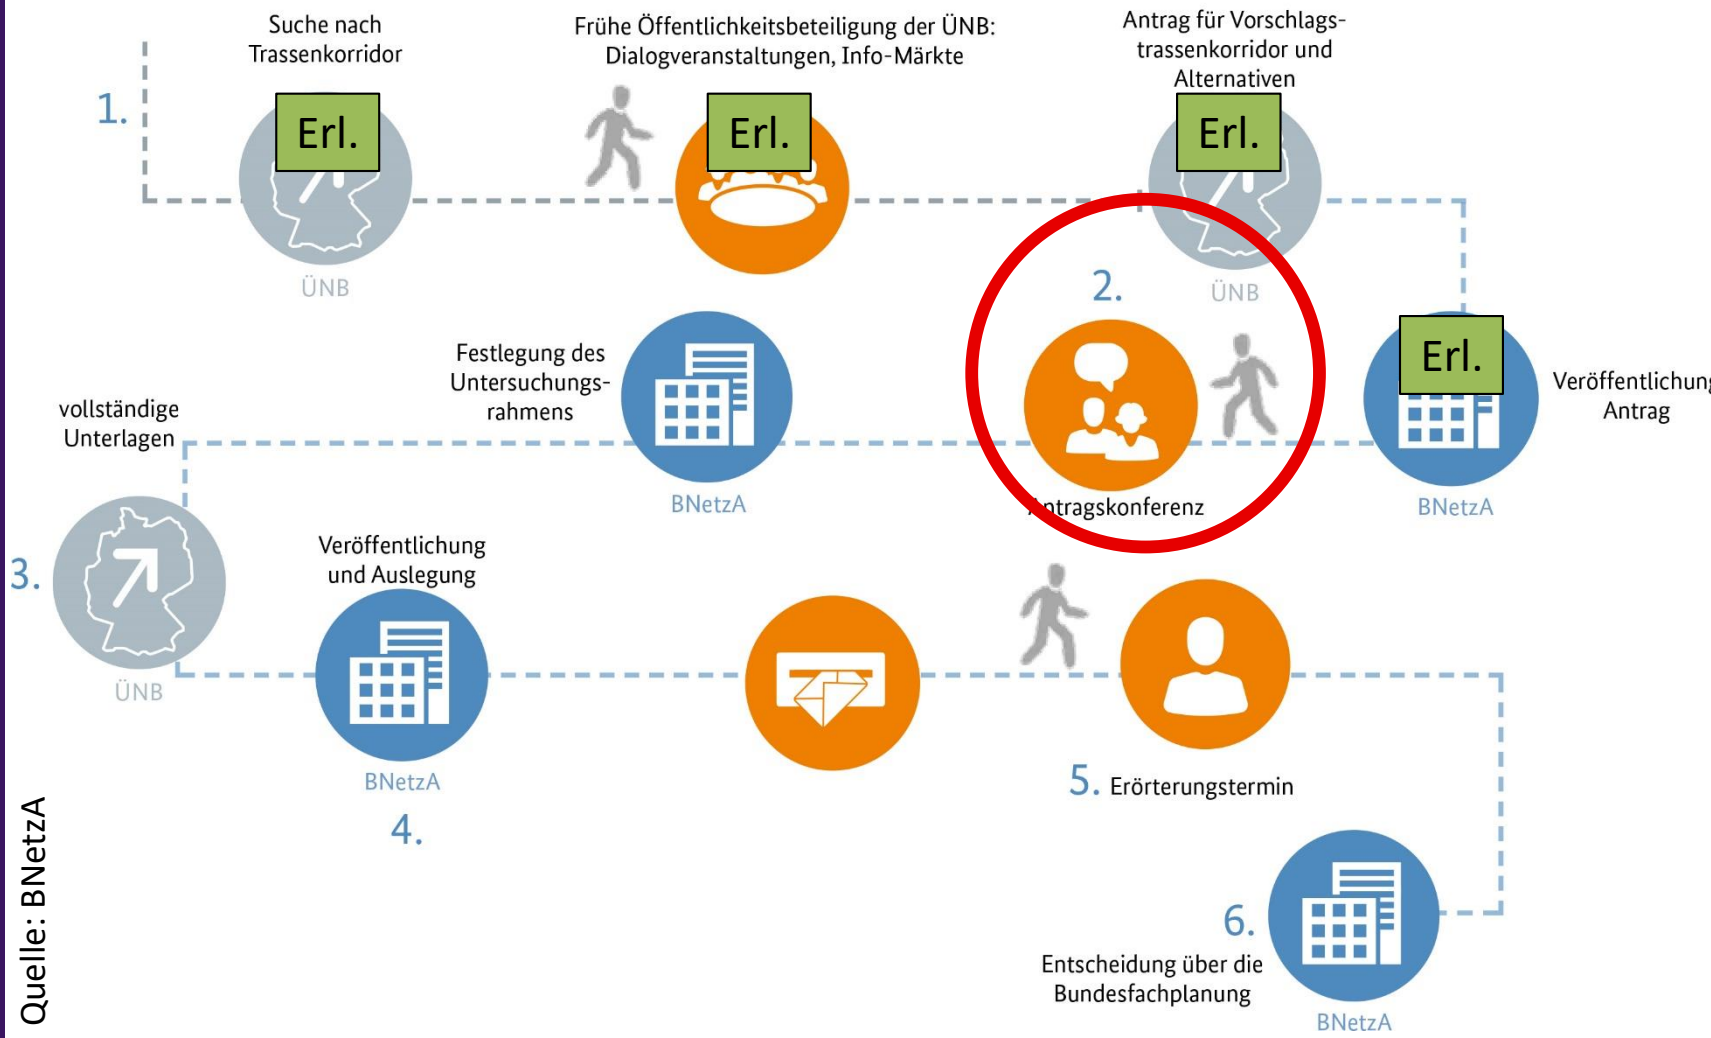 Suche nach
Trassenkorridor
Frühe Öffentlichkeitsbeteiligung der ÜNB:
Dialogveranstaltungen, Info-Märkte
Antrag für Vorschlags-
trassenkorridor und
Alternativen
1.
Erl.
Erl.
Erl.
ÜNB
ÜNB
2.
Festlegung des
Untersuchungs-
rahmens
BNetzA
Antragskonferenz
Erl.
Veröffentlichung
Antrag
BNetzA
vollständige
Unterlagen
3.
ÜNB
Veröffentlichung
und Auslegung
BNetzA
4.
5. Erörterungstermin
6.
Entscheidung über die
Bundesfachplanung
BNetzA
Quelle: BNetzA